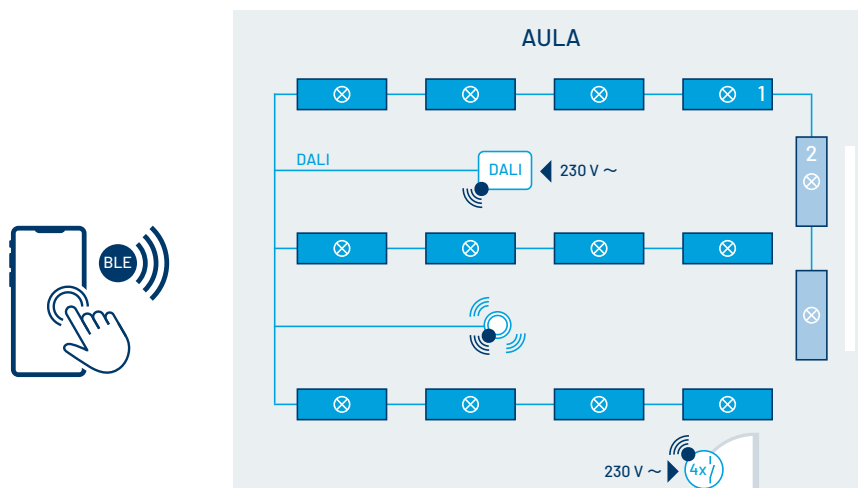 AULA
1
DALI
DALI
230 V ~
2
BLE
230 V ~
4x